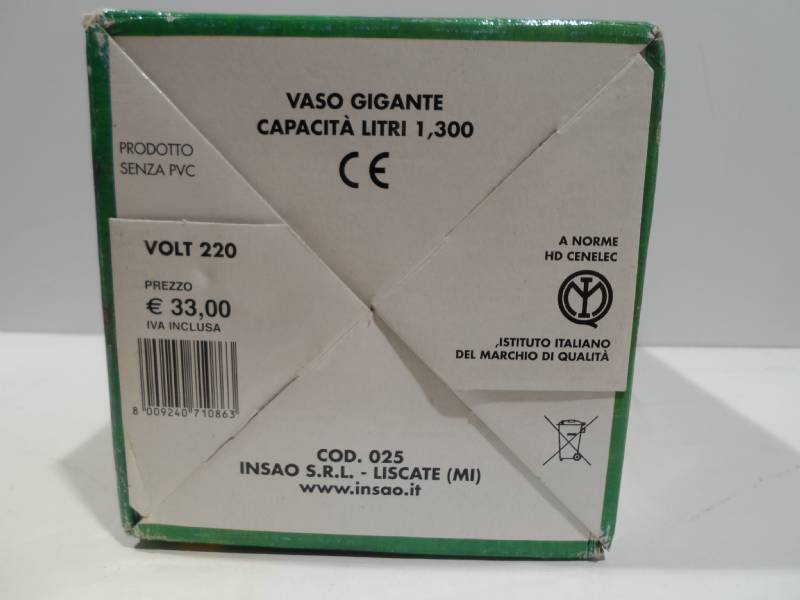 VASO GIGANTE
CAPACITÀ LITRI 1,300
CE
PRODOTTO
SENZA PVC
VOLT 220
PREZZO
€ 33,00
IVA INCLUSA
8 009240 710863
A NORME
HD CENELEC
ISTITUTO ITALIANO
DEL MARCHIO DI QUALITÀ
COD. 025
INSAO S.R.L. - LISCATE (MI)
www.insao.it